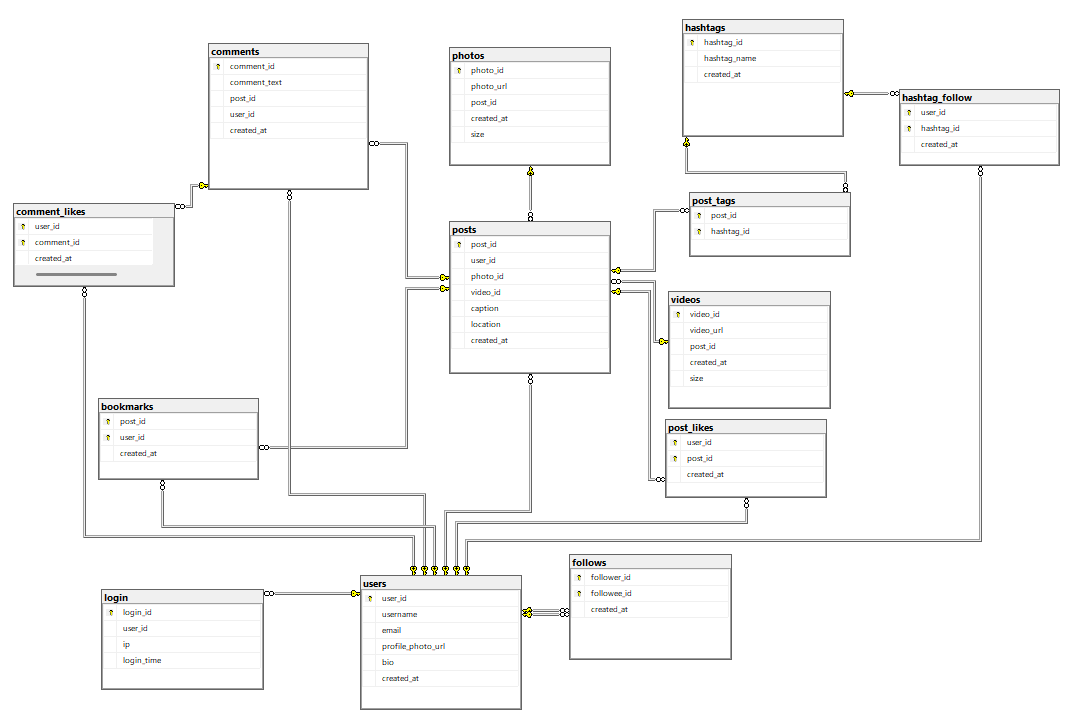 hashtags
hashtag_id
hashtag_name
created_at
comments
comment_id
comment_text
post_id
user_id
created_at
photos
photo_id
photo_url
post_id
created_at
size
hashtag_follow
user_id
hashtag_id
created_at
comment_likes
user_id
comment_id
created_at
post_tags
post_id
hashtag_id
posts
post_id
user_id
photo_id
video_id
caption
location
created_at
videos
video_id
video_url
post_id
created_at
size
bookmarks
post_id
user_id
created_at
post_likes
user_id
post_id
created_at
follows
follower_id
followee_id
created_at
users
user_id
username
email
profile_photo_url
bio
created_at
login
login_id
user_id
ip
login_time